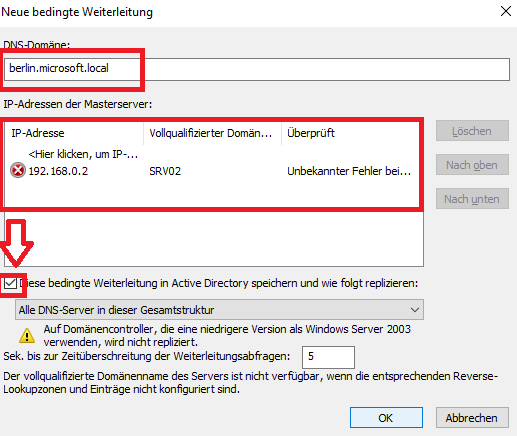 Neue bedingte Weiterleitung
DNS-Domäne:
berlin.microsoft.local
IP-Adressen der Masterserver:
IP-Adresse Vollqualifizierter Domän... Überprüft
<Hier klicken, um IP-...
192.168.0.2 SRV02 Unbekannter Fehler bei...
Löschen
Nach oben
Nach unten
Diese bedingte Weiterleitung in Active Directory speichern und wie folgt replizieren:
Alle DNS-Server in dieser Gesamtstruktur
Auf Domänencontroller, die eine niedrigere Version als Windows Server 2003
verwenden, wird nicht repliziert.
Sek. bis zur Zeitüberschreitung der Weiterleitungsabfragen: 5
Der vollqualifizierte Domänenname des Servers ist nicht verfügbar, wenn die entsprechenden Reverse-
Lookupzonen und Einträge nicht konfiguriert sind.
OK Abbrechen